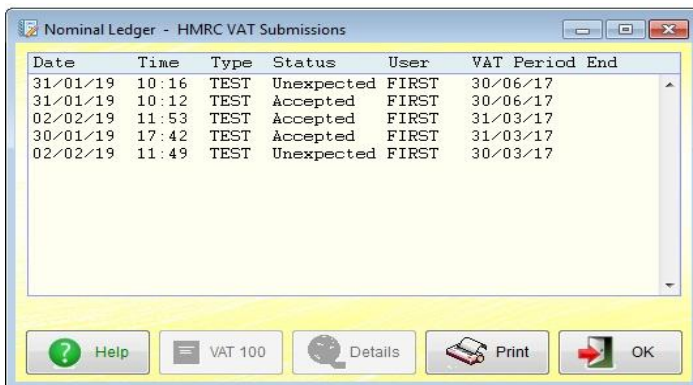 Nominal Ledger - HMRC VAT Submissions
Date Time Type Status User VAT Period End
31/01/19 10:16 TEST Unexpected FIRST 30/06/17
31/01/19 10:12 TEST Accepted FIRST 30/06/17
02/02/19 11:53 TEST Accepted FIRST 31/03/17
30/01/19 17:42 TEST Accepted FIRST 31/03/17
02/02/19 11:49 TEST Unexpected FIRST 30/03/17
Help VAT 100 Details Print OK